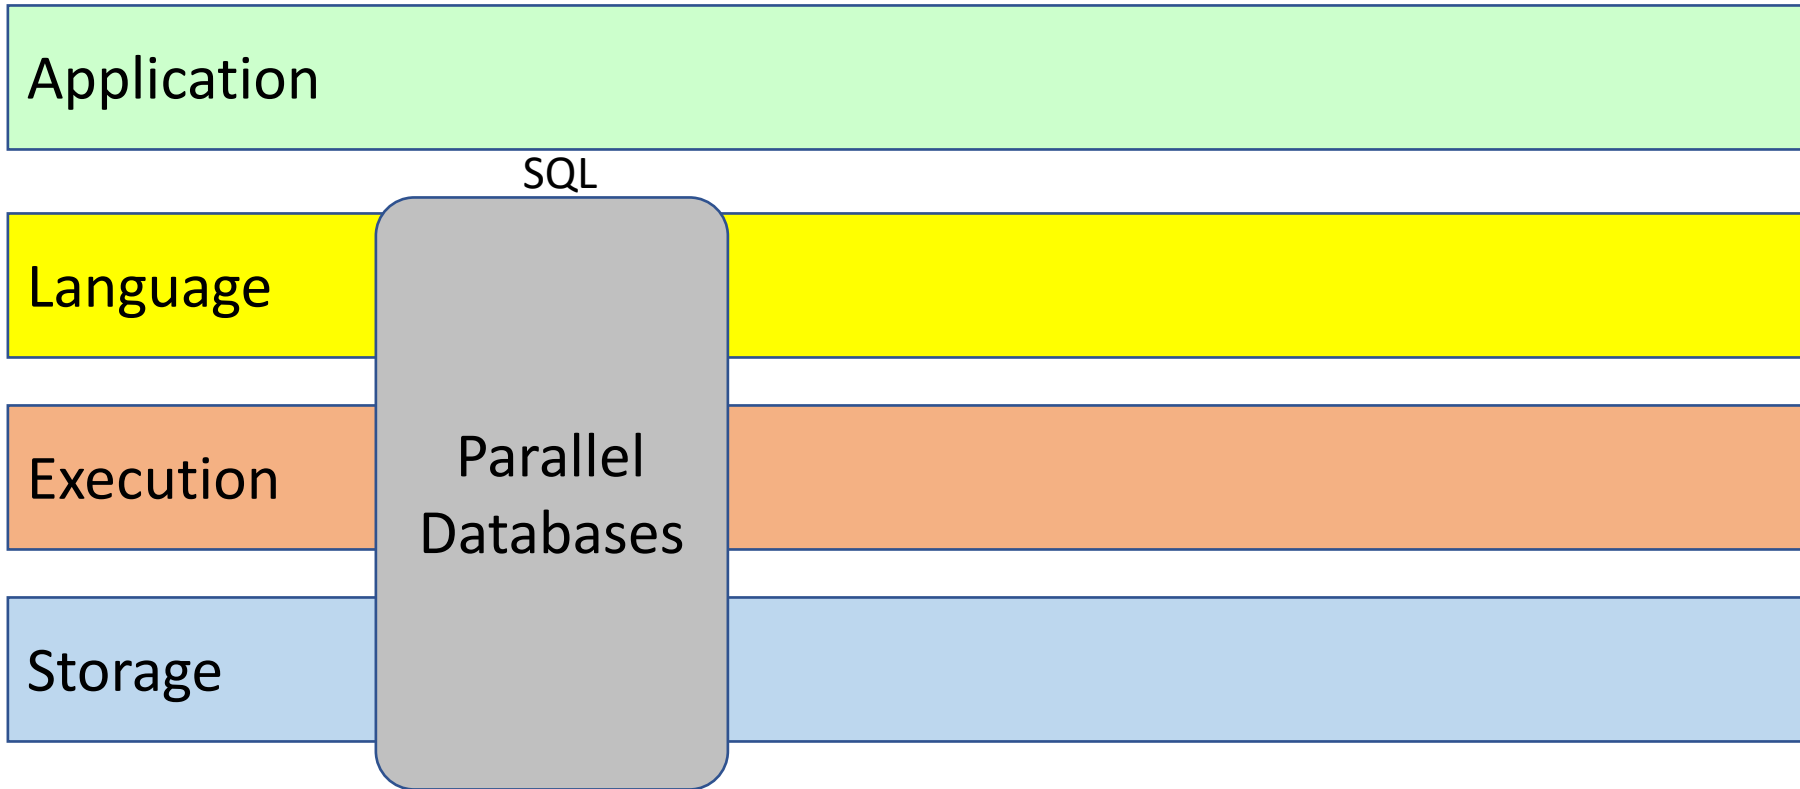 Application
SQL
Language
Parallel
Databases
Execution
Storage